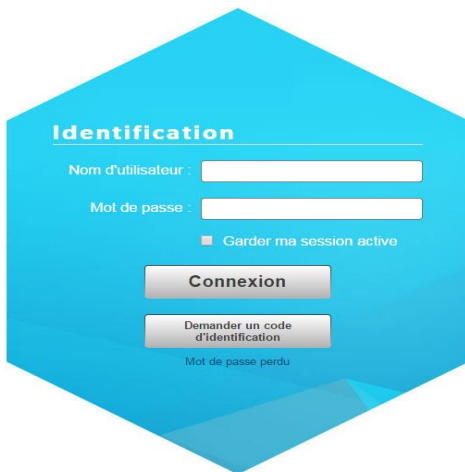 Identification
Nom d'utilisateur :
Mot de passe :
Garder ma session active
Connexion
Demander un code
d'identification
Mot de passe perdu